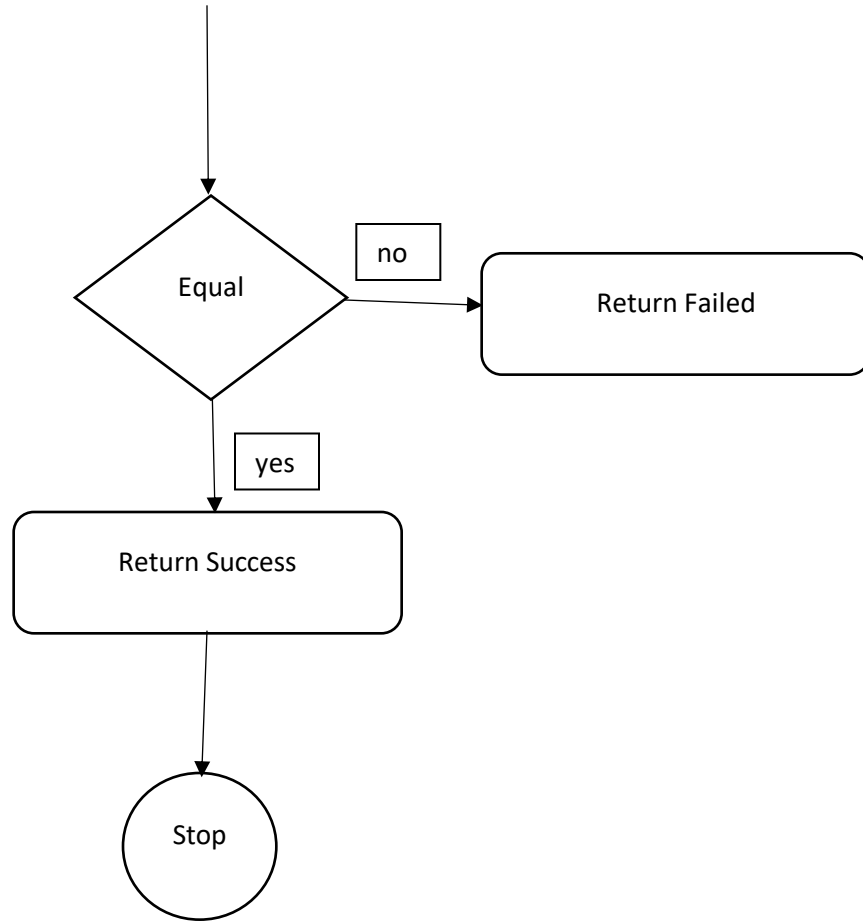 Equal
no
Return Failed
yes
Return Success
Stop